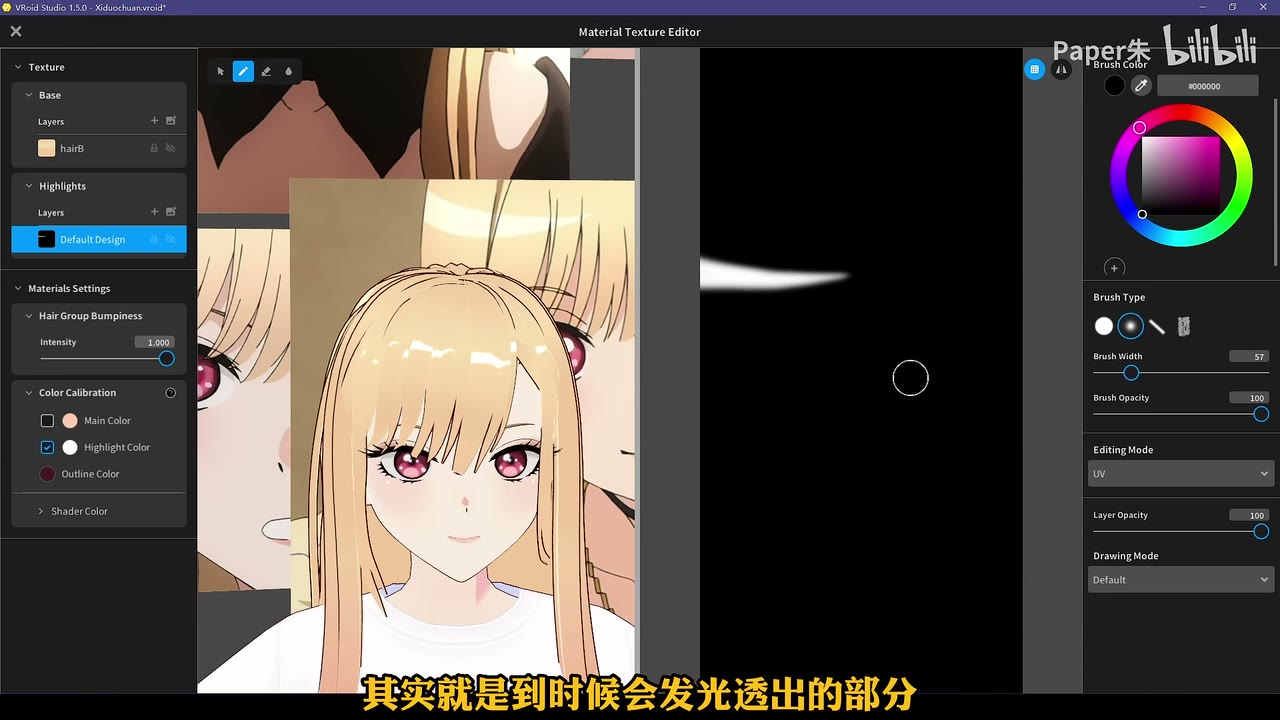 VRoid Studio 1.5.0 - Xiduochuan.vroid*
Material Texture Editor
Paper朱 bilibili
Texture
Base
Layers
hairB
Highlights
Layers
Default Design
Materials Settings
Hair Group Bumpiness
Intensity 1.000
Color Calibration
Main Color
Highlight Color
Outline Color
Shader Color
Brush Color
#000000
Brush Type
Brush Width 57
Brush Opacity 100
Editing Mode
UV
Layer Opacity 100
Drawing Mode
Default
其实就是到时候会发光透出的部分